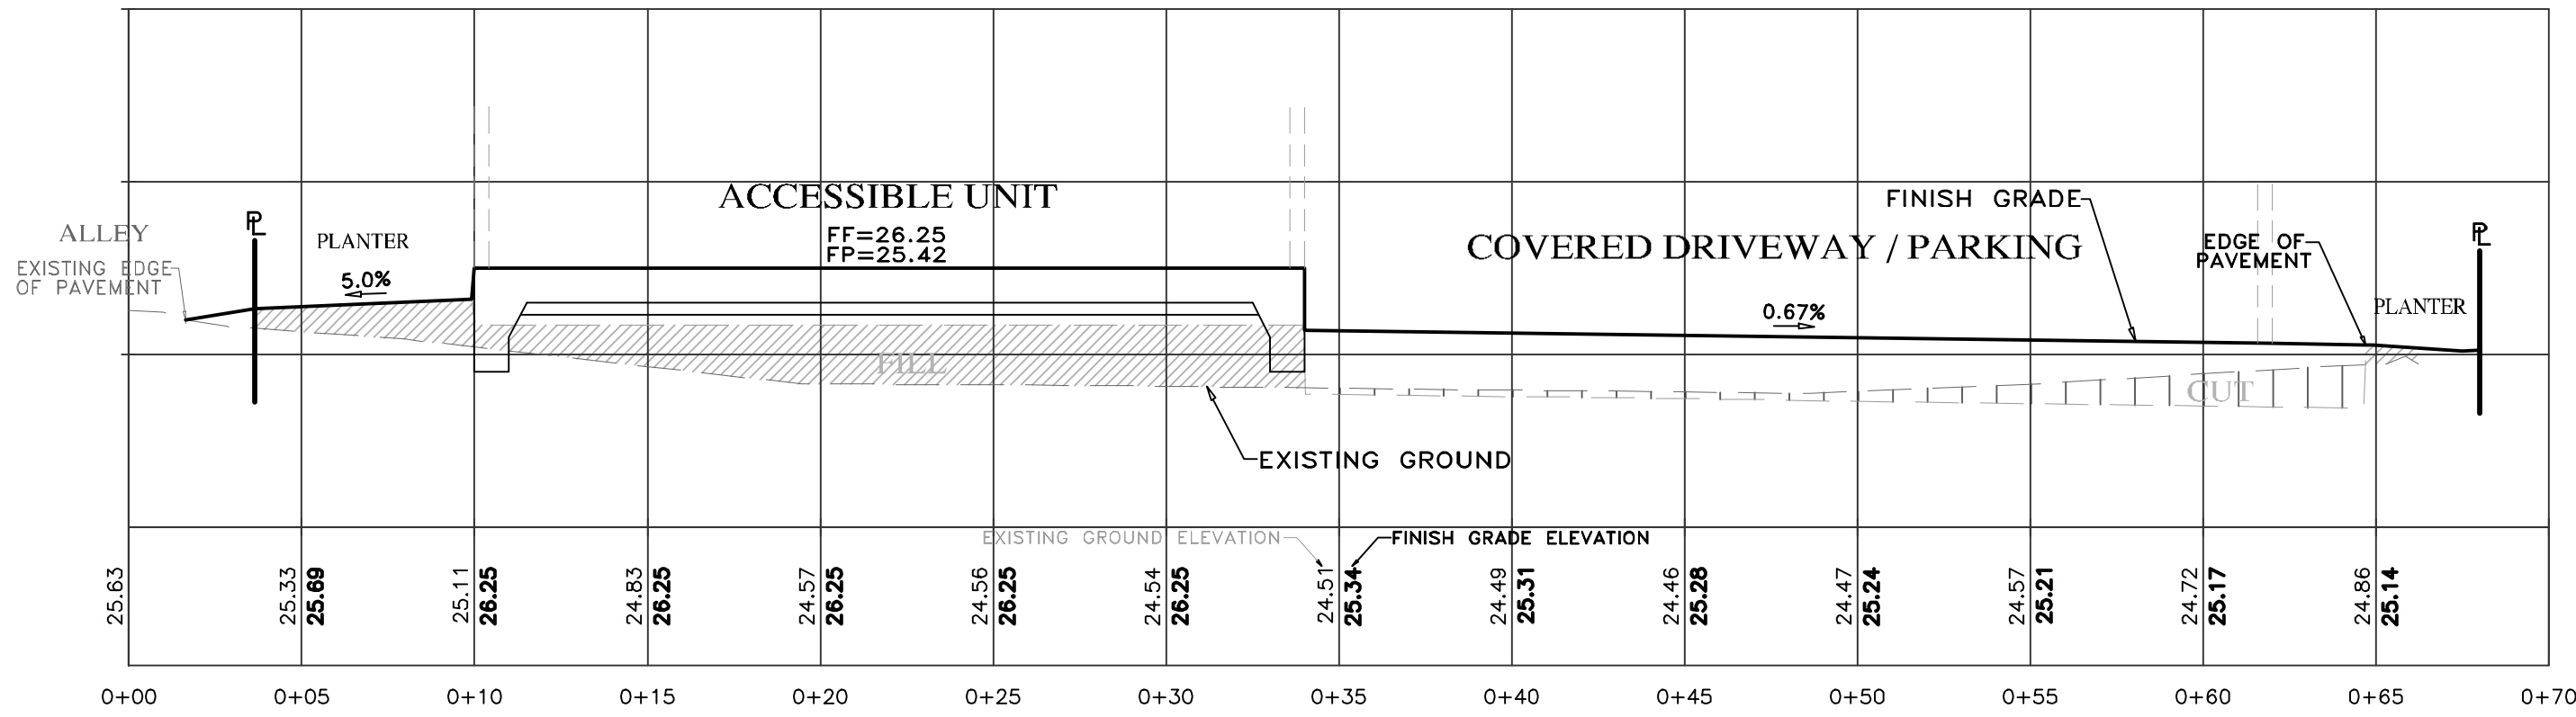 ACCESSIBLE UNIT
FF=26.25
FP=25.42
FINISH GRADE
ALLEY
PL
PLANTER
COVERED DRIVEWAY / PARKING
EDGE OF
PAVEMENT
PL
EXISTING EDGE
OF PAVEMENT
5.0%
0.67%
PLANTER
FILL
CUT
EXISTING GROUND
EXISTING GROUND ELEVATION
FINISH GRADE ELEVATION
25.63
25.33
25.69
25.11
26.25
24.83
26.25
24.57
26.25
24.56
26.25
24.54
26.25
24.51
25.34
24.49
25.31
24.46
25.28
24.47
25.24
24.57
25.21
24.72
25.17
24.86
25.14
0+00 0+05 0+10 0+15 0+20 0+25 0+30 0+35 0+40 0+45 0+50 0+55 0+60 0+65 0+70